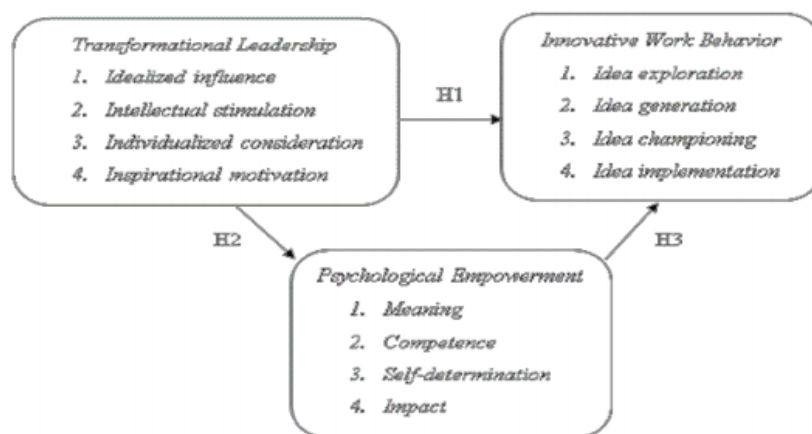 Transformational Leadership
1. Idealized influence
2. Intellectual stimulation
3. Individualized consideration
4. Inspirational motivation
H1
Innovative Work Behavior
1. Idea exploration
2. Idea generation
3. Idea championing
4. Idea implementation
H2
H3
Psychological Empowerment
1. Meaning
2. Competence
3. Self-determination
4. Impact